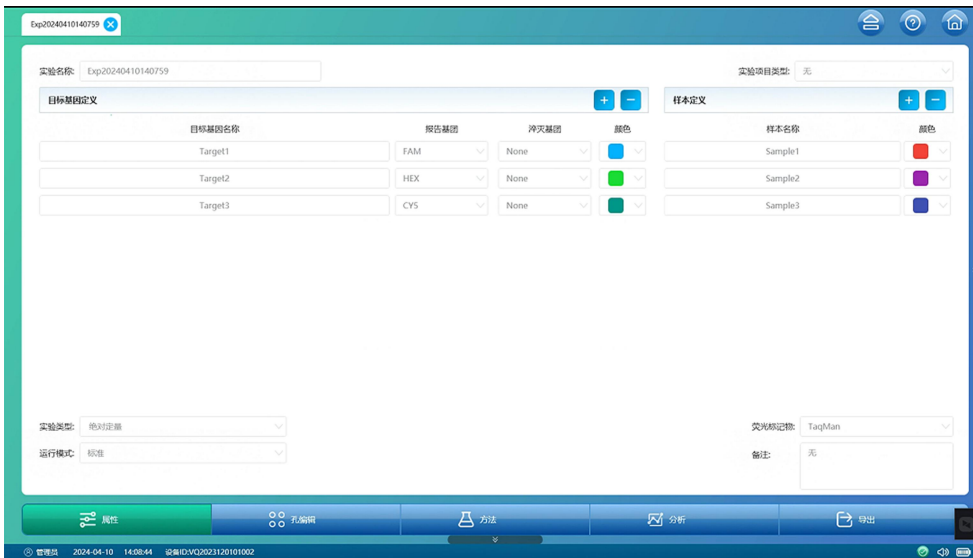 Exp20240410140759
实验名称: Exp20240410140759 实验项目类型: 无
目标基因定义 样本定义
目标基因名称 报告基团 淬灭基团 颜色 样本名称 颜色
Target1 FAM None Sample1
Target2 HEX None Sample2
Target3 CY5 None Sample3
实验类型: 绝对定量 荧光标记物: TaqMan
运行模式: 标准 备注: 无
属性 孔编辑 方法 分析 导出
管理员 2024-04-10 14:08:44 设备ID:VQ2023120101002